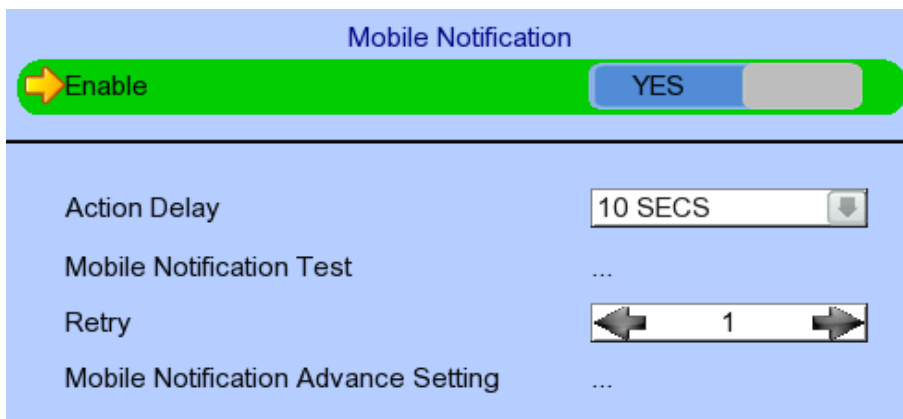 Mobile Notification
Enable YES
Action Delay 10 SECS
Mobile Notification Test ...
Retry 1
Mobile Notification Advance Setting ...